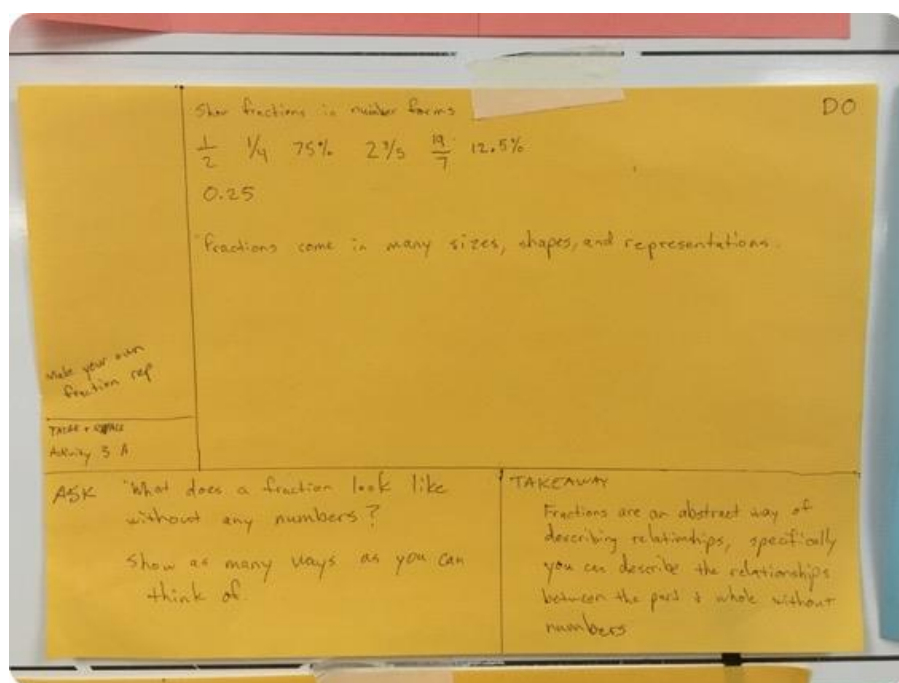 DO
Show fractions in number forms
1/2 1/4 75% 2 3/5 19/7 12.5%
0.25
"Fractions come in many sizes, shapes, and representations.
Make your own
fraction rep
Activity 3 A
ASK "What does a fraction look like
without any numbers?
Show as many ways as you can
think of.
TAKEAWAY
Fractions are an abstract way of
describing relationships, specifically
you can describe the relationships
between the part & whole without
numbers